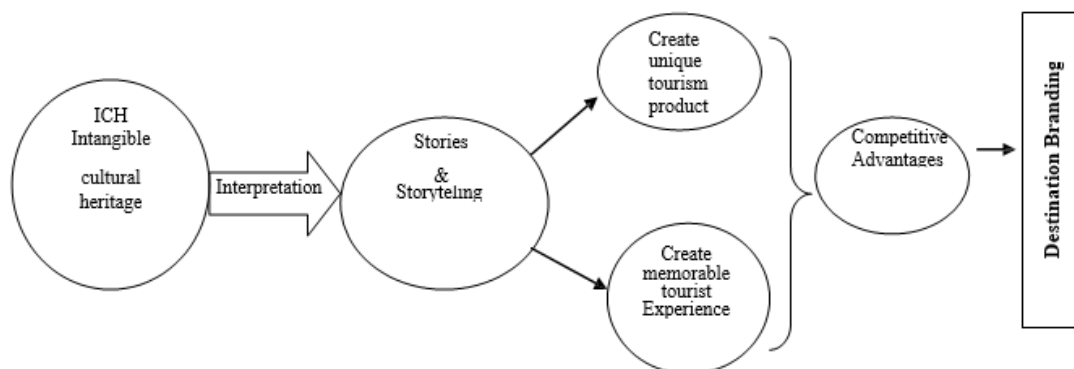 ICH
Intangible
cultural
heritage
Interpretation
Stories
&
Storyteling
Create
unique
tourism
product
Create
memorable
tourist
Experience
Competitive
Advantages
Destination Branding